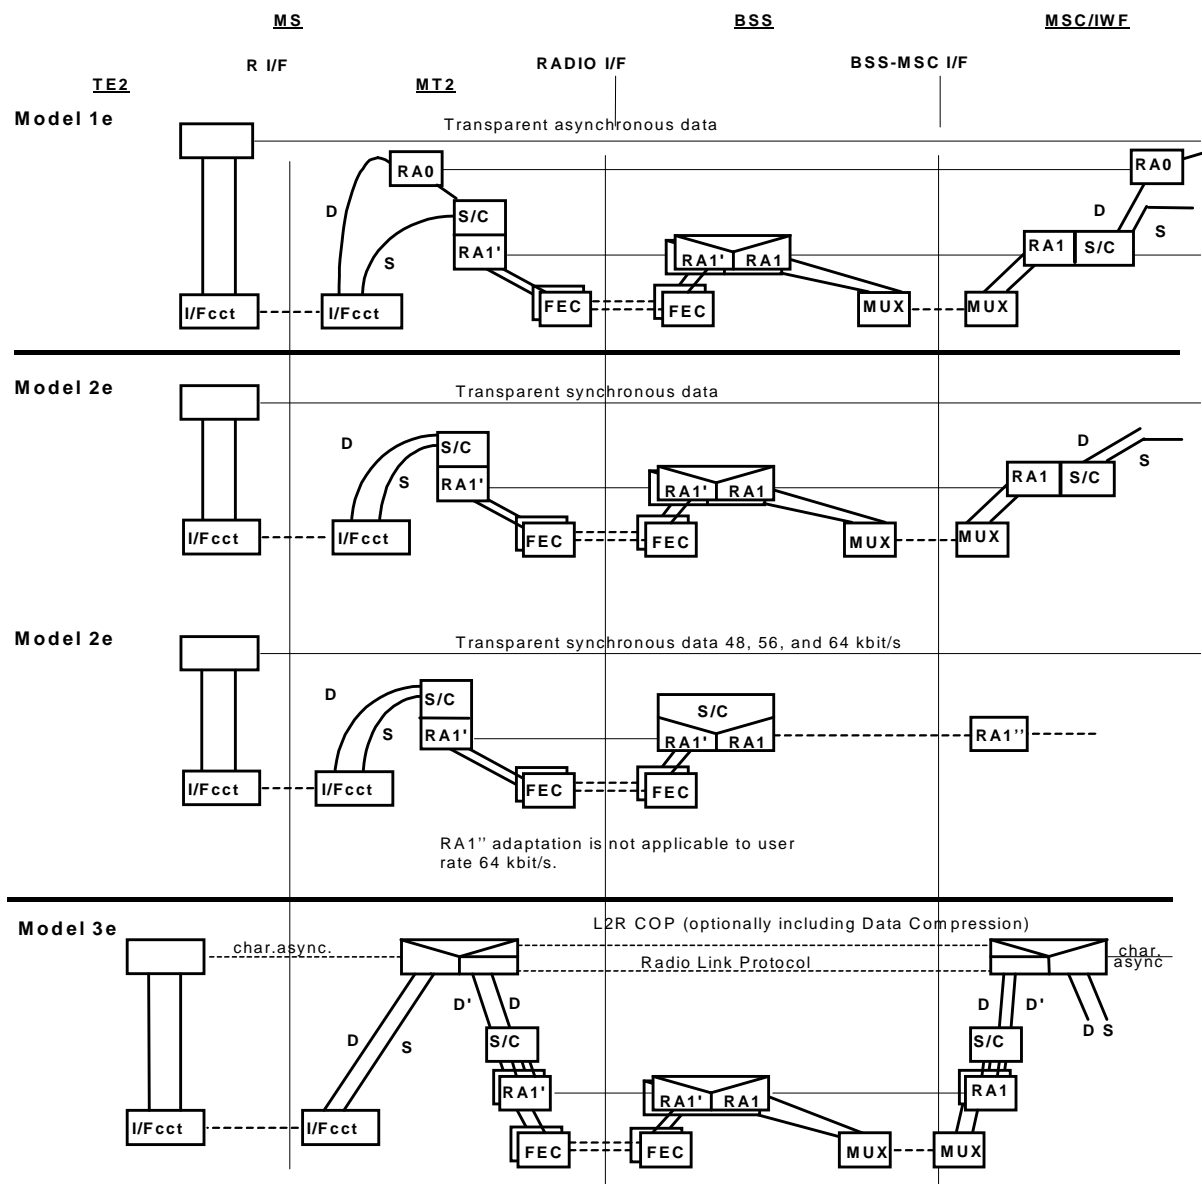 MS BSS MSC/IWF
R I/F RADIO I/F BSS-MSC I/F
TE2 MT2
Model 1e
Transparent asynchronous data
RA0 RA0
D S/C D
S RA1' RA1' RA1 RA1 S/C S
I/Fcct I/Fcct FEC FEC MUX MUX
Model 2e
Transparent synchronous data
D S/C D
S RA1' RA1' RA1 RA1 S/C S
I/Fcct I/Fcct FEC FEC MUX MUX
Model 2e
Transparent synchronous data 48, 56, and 64 kbit/s
D S/C S/C
S RA1' RA1' RA1 RA1''
I/Fcct I/Fcct FEC FEC
RA1'' adaptation is not applicable to user
rate 64 kbit/s.
Model 3e
L2R COP (optionally including Data Compression)
char.async. char.
Radio Link Protocol async
D' D D D'
D S S/C S/C D S
RA1' RA1' RA1 RA1
I/Fcct I/Fcct FEC FEC MUX MUX